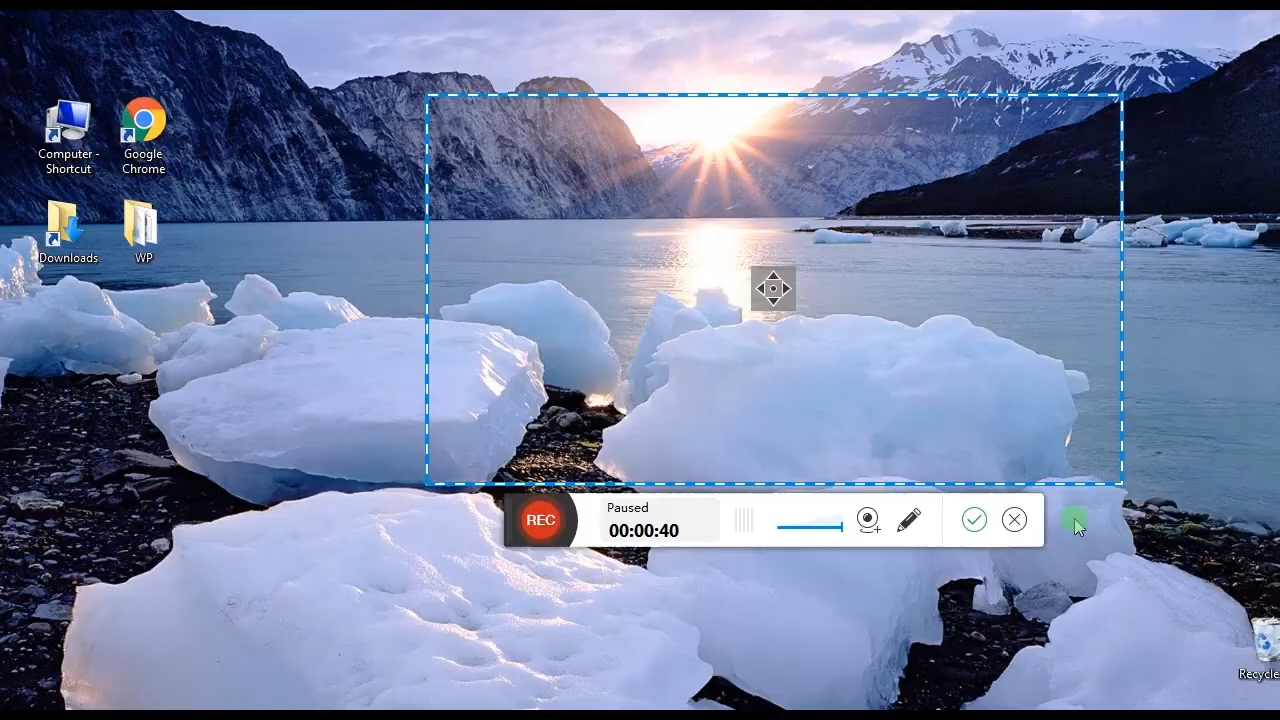 Computer -
Shortcut
Google
Chrome
Downloads
WP
REC
Paused
00:00:40
Recycle